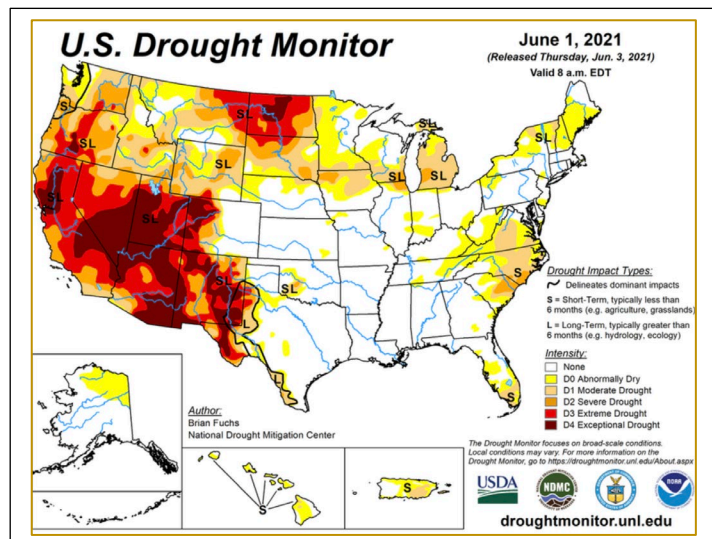 U.S. Drought Monitor
June 1, 2021
(Released Thursday, Jun. 3, 2021)
Valid 8 a.m. EDT
SL
SL
SL
SL
SL
SL
SL
SL
SL
SL
SL
L
L
S
S
S
S
Drought Impact Types:
Delineates dominant impacts
S = Short-Term, typically less than
6 months (e.g. agriculture, grasslands)
L = Long-Term, typically greater than
6 months (e.g. hydrology, ecology)
Intensity:
None
D0 Abnormally Dry
D1 Moderate Drought
D2 Severe Drought
D3 Extreme Drought
D4 Exceptional Drought
Author:
Brian Fuchs
National Drought Mitigation Center
The Drought Monitor focuses on broad-scale conditions.
Local conditions may vary. For more information on the
Drought Monitor, go to https://droughtmonitor.unl.edu/About.aspx
USDA
NDMC
NOAA
droughtmonitor.unl.edu